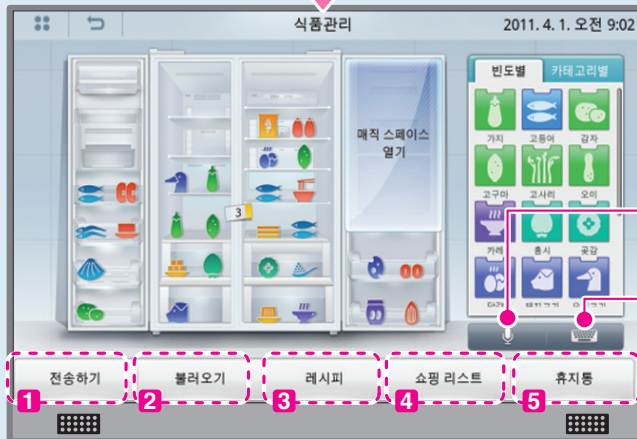 식품관리
2011. 4. 1. 오전 9:02
빈도별 카테고리별
매직 스페이스
열기
가지 고등어 감자
고구마 고사리 오이
3
카레 홍시 곶감
전송하기
불러오기
레시피
쇼핑 리스트
휴지통
1
2
3
4
5